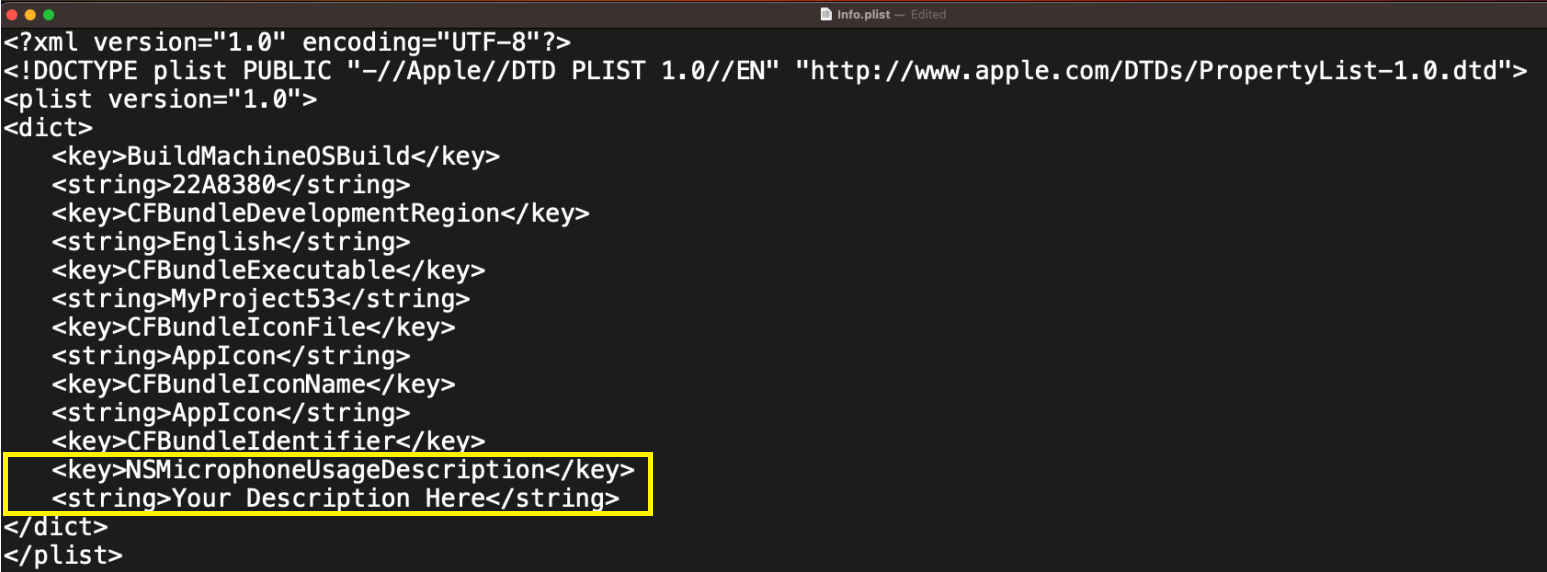 Info.plist — Edited
<?xml version="1.0" encoding="UTF-8"?>
<!DOCTYPE plist PUBLIC "-//Apple//DTD PLIST 1.0//EN" "http://www.apple.com/DTDs/PropertyList-1.0.dtd">
<plist version="1.0">
<dict>
<key>BuildMachineOSBuild</key>
<string>22A8380</string>
<key>CFBundleDevelopmentRegion</key>
<string>English</string>
<key>CFBundleExecutable</key>
<string>MyProject53</string>
<key>CFBundleIconFile</key>
<string>AppIcon</string>
<key>CFBundleIconName</key>
<string>AppIcon</string>
<key>CFBundleIdentifier</key>
<key>NSMicrophoneUsageDescription</key>
<string>Your Description Here</string>
</dict>
</plist>